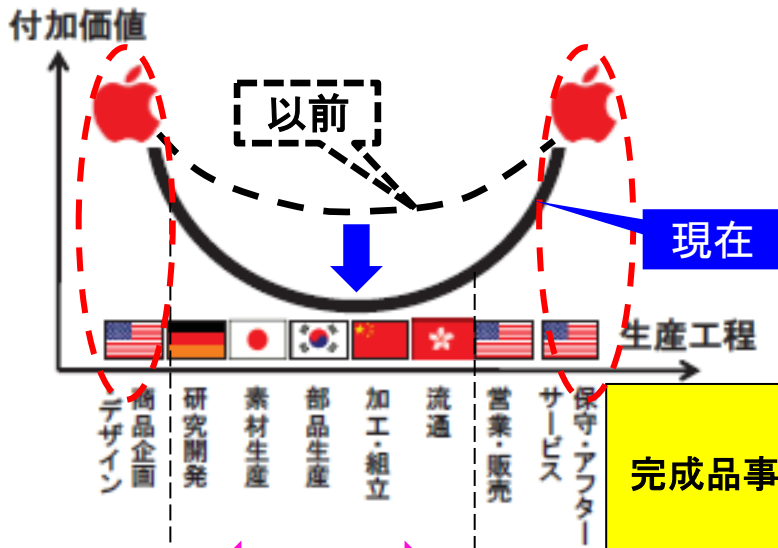 付加価値
以前
現在
生産工程
商品企画
デザイン
研究開発
素材生産
部品生産
加工・組立
流通
営業・販売
保守・アフター
サービス
完成品事